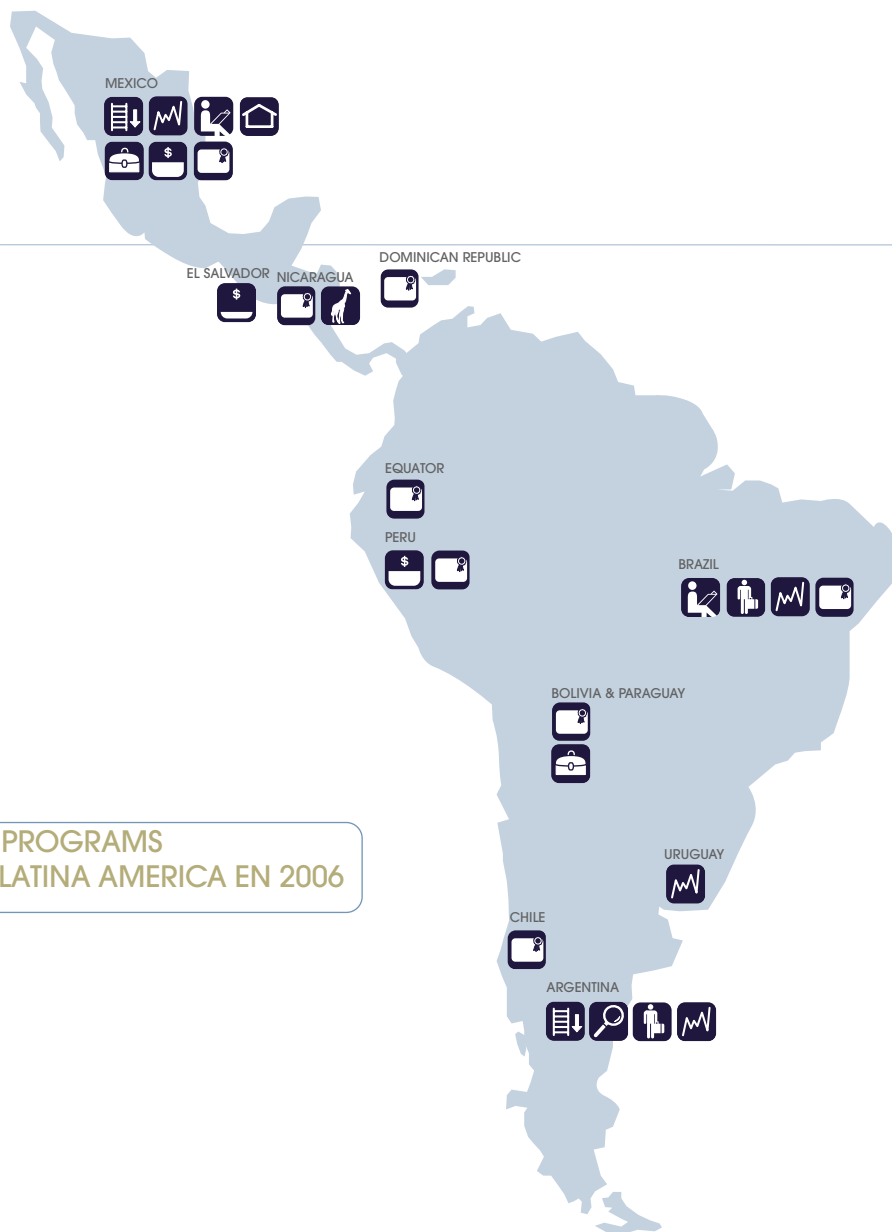 MEXICO
$
EL SALVADOR
NICARAGUA
DOMINICAN REPUBLIC
$
EQUATOR
PERU
$
BRAZIL
BOLIVIA & PARAGUAY
PROGRAMS
LATINA AMERICA EN 2006
URUGUAY
CHILE
ARGENTINA